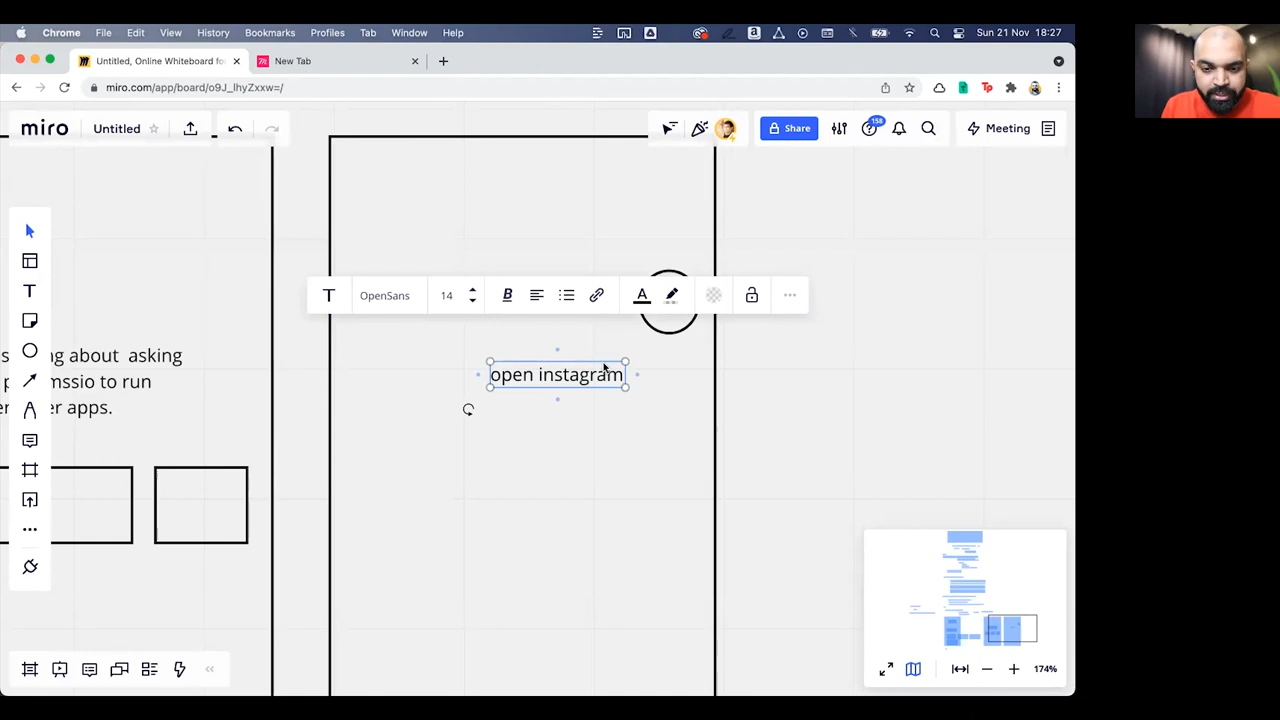 Chrome File Edit View History Bookmarks Profiles Tab Window Help Sun 21 Nov 18:27
Untitled, Online Whiteboard fo New Tab
miro.com/app/board/o9J_lhyZxxw=/
miro Untitled Share 158 Meeting
OpenSans 14 B A
open instagram
s ng about asking
p mssio to run
er apps.
174%